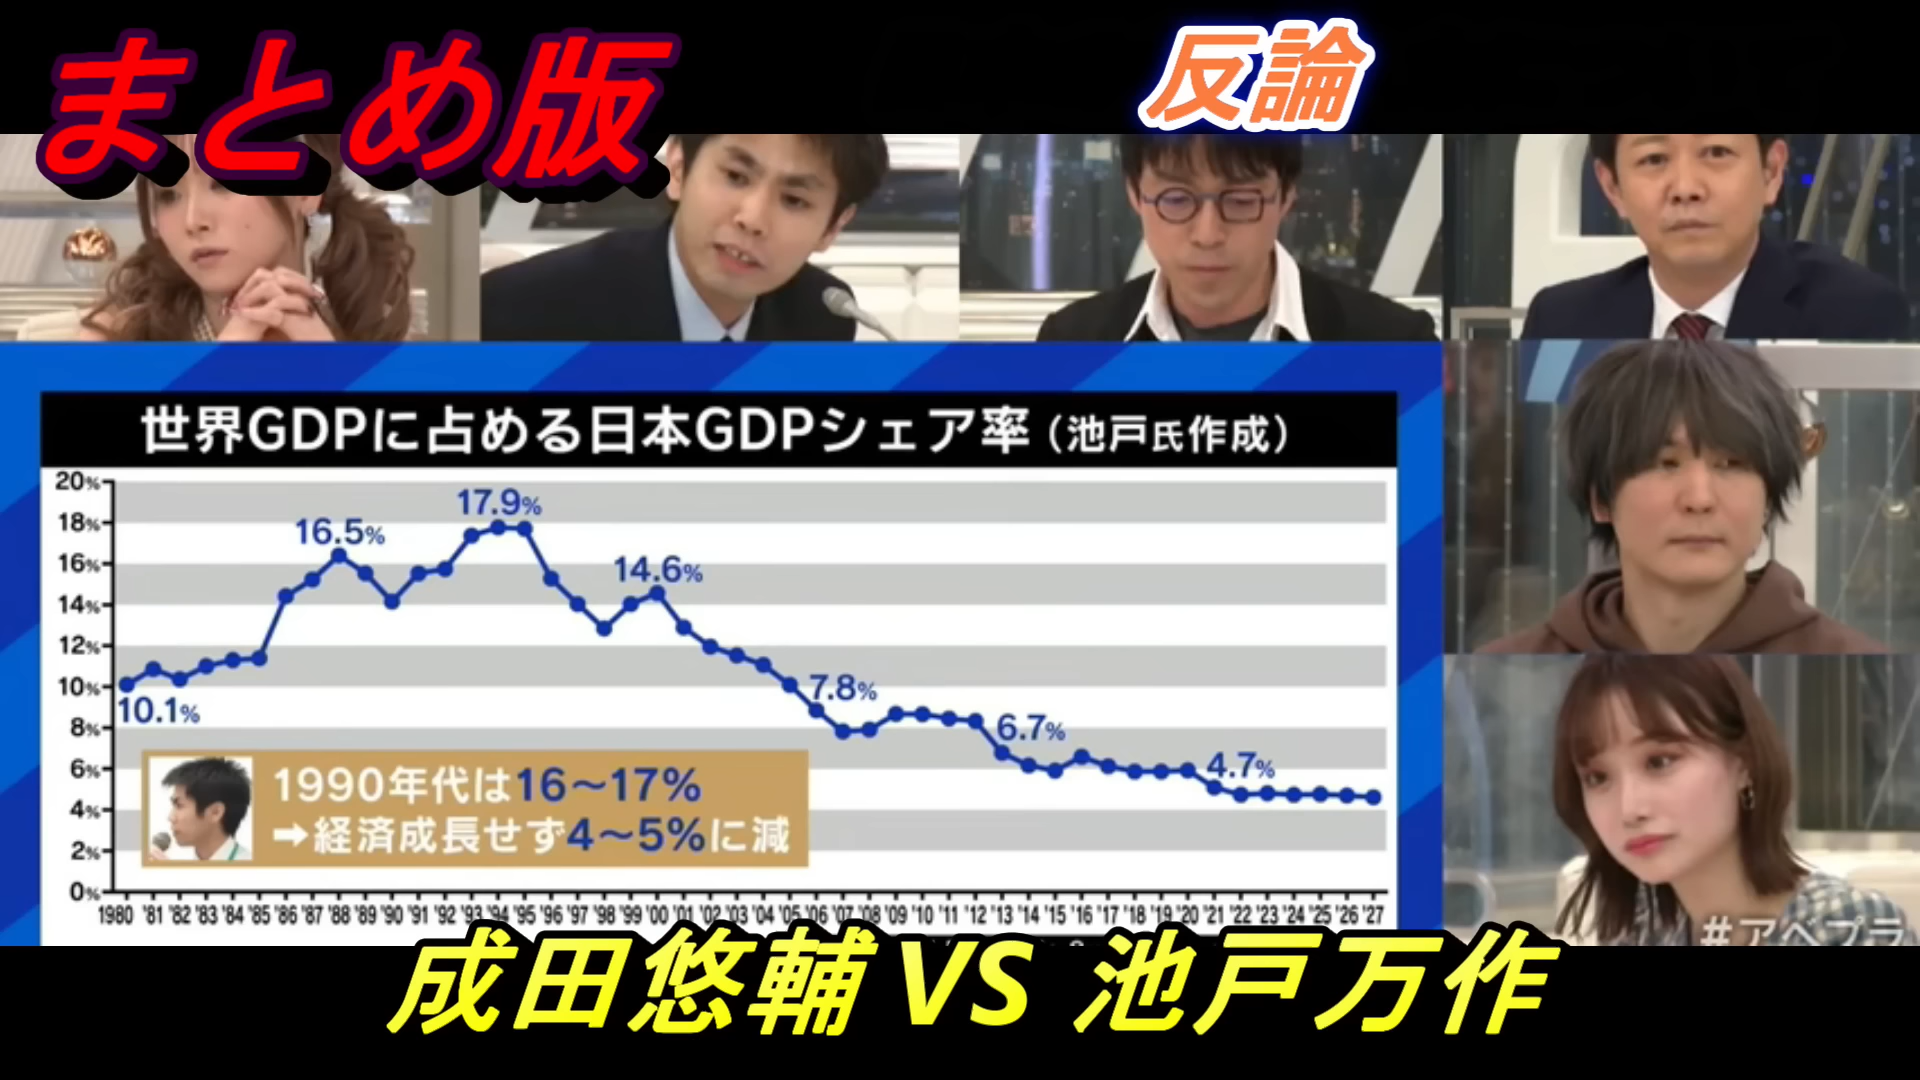 まとめ版
反論
世界GDPに占める日本GDPシェア率（池戸氏作成）
20%
18%
16%
14%
12%
10%
8%
6%
4%
2%
0%
10.1%
16.5%
17.9%
14.6%
7.8%
6.7%
4.7%
1990年代は16～17%
➡経済成長せず4～5%に減
1980 '81 '82 '83 '84 '85 '86 '87 '88 '89 '90 '91 '92 '93 '94 '95 '96 '97 '98 '99 '00 '01 '02 '03 '04 '05 '06 '07 '08 '09 '10 '11 '12 '13 '14 '15 '16 '17 '18 '19 '20 '21 '22 '23 '24 '25 '26 '27
#アベプラ
成田悠輔 VS 池戸万作